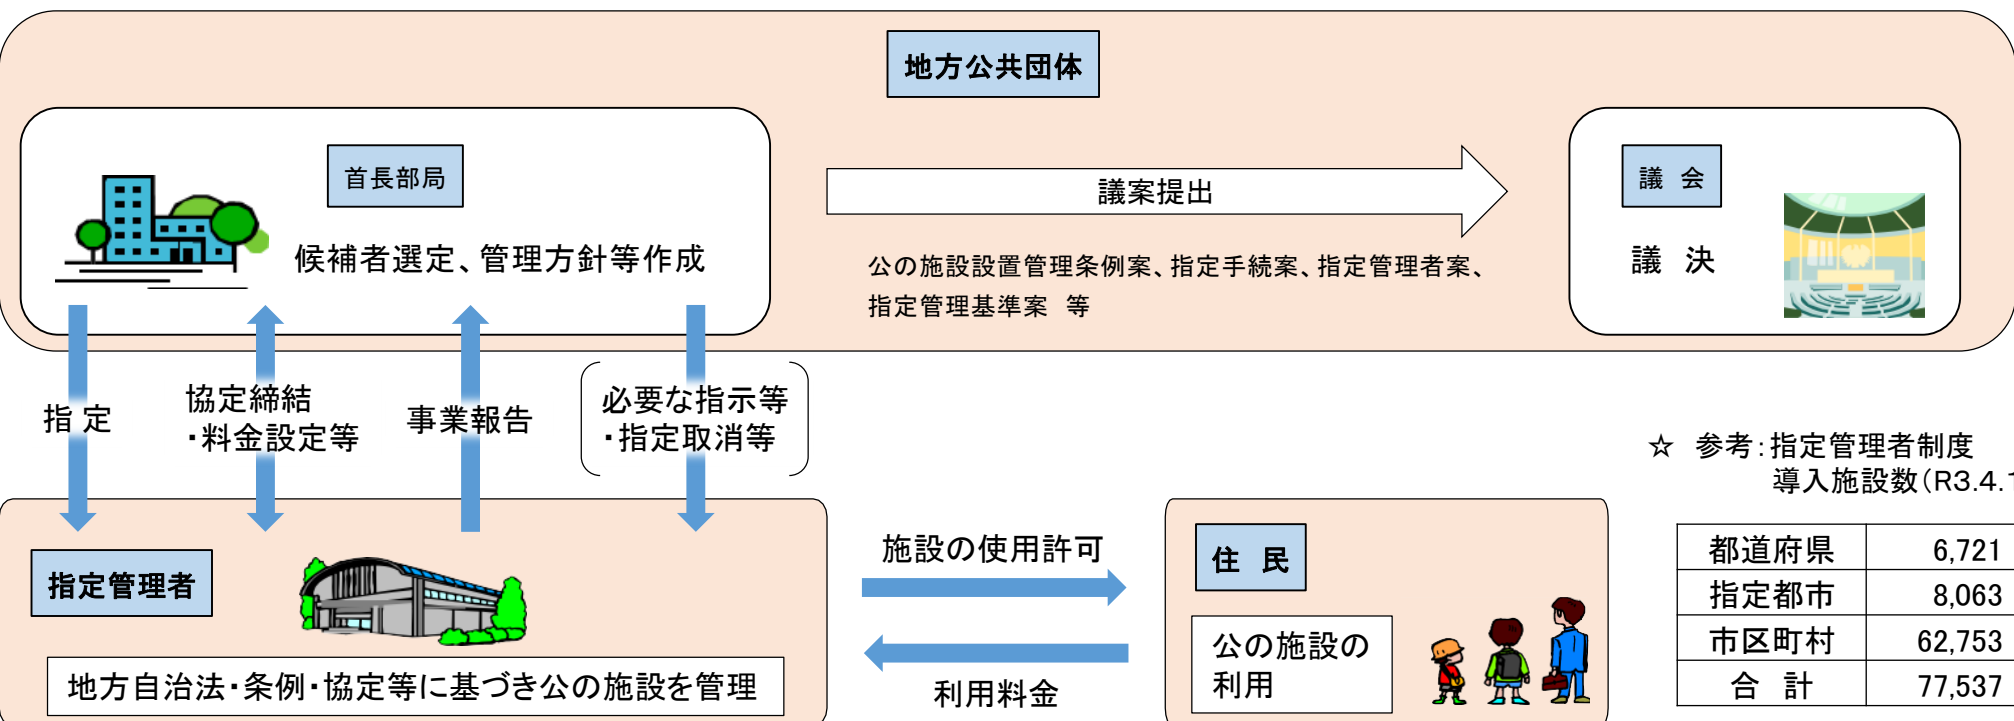 地方公共団体
首長部局
候補者選定、管理方針等作成
議案提出
公の施設設置管理条例案、指定手続案、指定管理者案、
指定管理基準案　等
議　会
議　決
指 定
協定締結
・料金設定等
事業報告
必要な指示等
・指定取消等
指定管理者
地方自治法・条例・協定等に基づき公の施設を管理
施設の使用許可
利用料金
住　民
公の施設の
利用
☆　参考：指定管理者制度
導入施設数（R3.4.1
都道府県　6,721
指定都市　8,063
市区町村　62,753
合　計　77,537